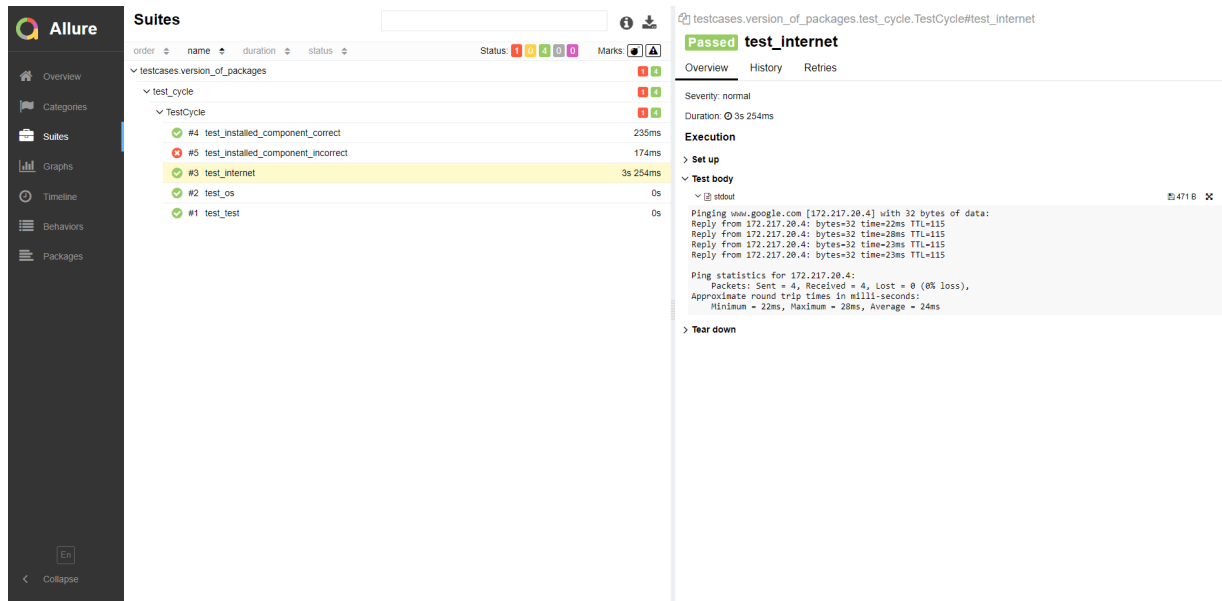 Allure
Overview
Categories
Suites
Graphs
Timeline
Behaviors
Packages
En
Collapse
Suites
order name duration status Status: 1 0 4 0 0 Marks:
testcases.version_of_packages 1 4
test_cycle 1 4
TestCycle 1 4
#4 test_installed_component_correct 235ms
#5 test_installed_component_incorrect 174ms
#3 test_internet 3s 254ms
#2 test_os 0s
#1 test_test 0s
testcases.version_of_packages.test_cycle.TestCycle#test_internet
Passed test_internet
Overview History Retries
Severity: normal
Duration: 3s 254ms
Execution
Set up
Test body
stdout 471 B
Pinging www.google.com [172.217.20.4] with 32 bytes of data:
Reply from 172.217.20.4: bytes=32 time=22ms TTL=115
Reply from 172.217.20.4: bytes=32 time=28ms TTL=115
Reply from 172.217.20.4: bytes=32 time=23ms TTL=115
Reply from 172.217.20.4: bytes=32 time=23ms TTL=115
Ping statistics for 172.217.20.4:
Packets: Sent = 4, Received = 4, Lost = 0 (0% loss),
Approximate round trip times in milli-seconds:
Minimum = 22ms, Maximum = 28ms, Average = 24ms
Tear down